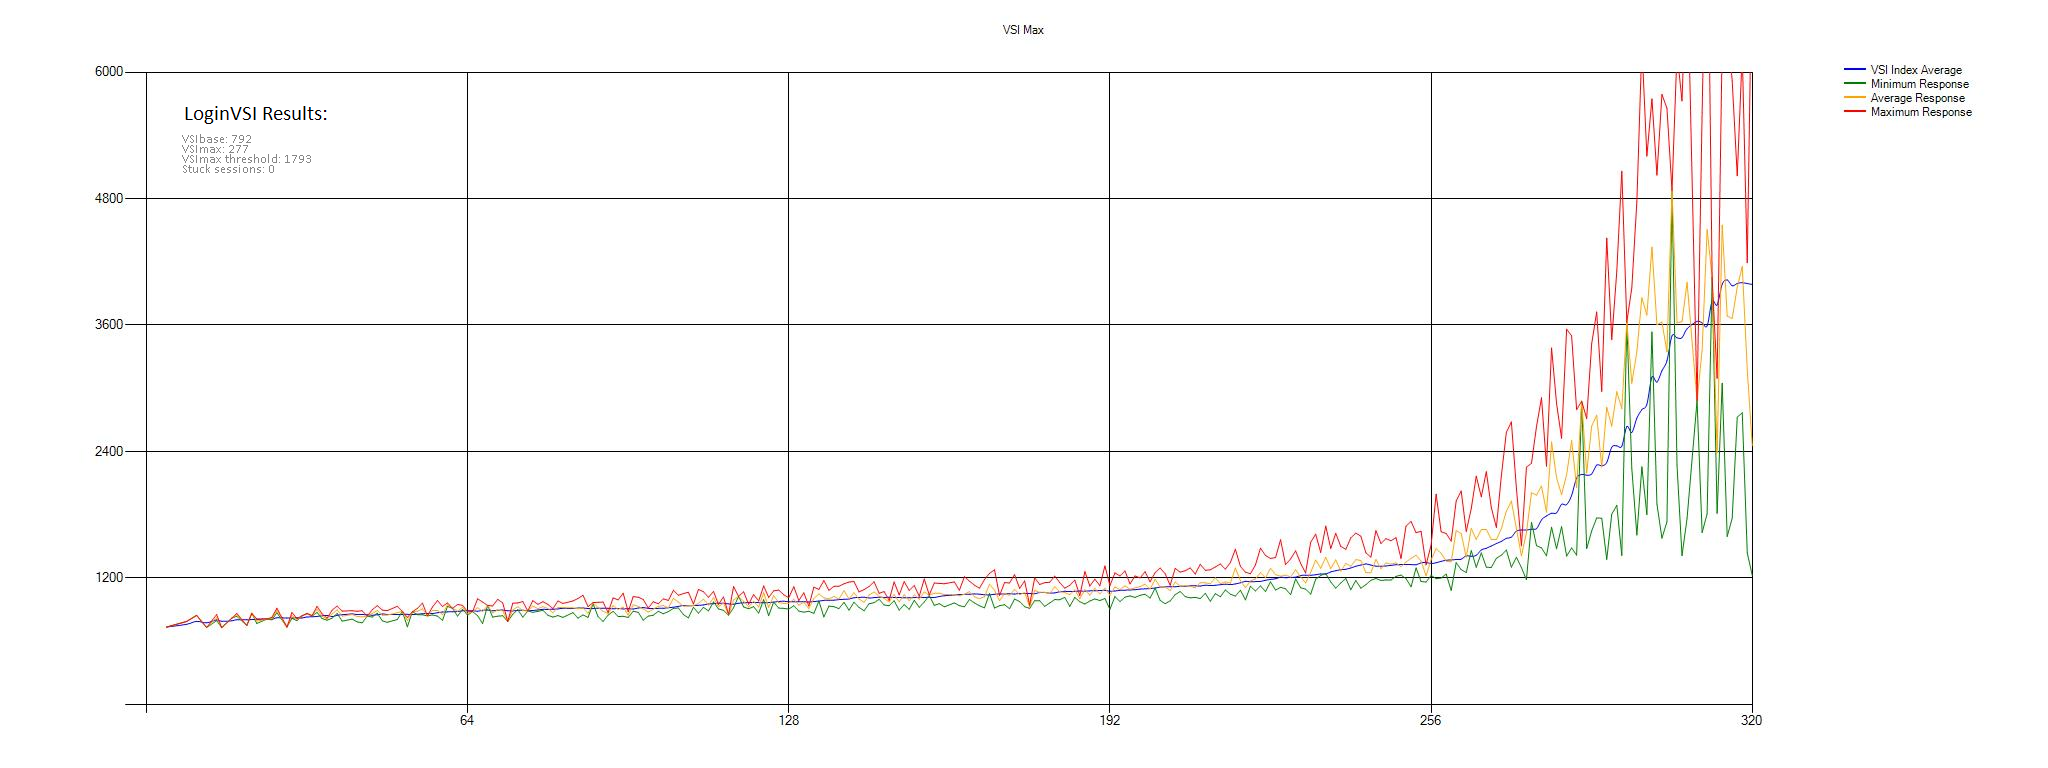 VSI Max
6000
4800
3600
2400
1200
64
128
192
256
320
LoginVSI Results:
VSIbase: 792
VSImax: 277
VSImax threshold: 1793
Stuck sessions: 0
VSI Index Average
Minimum Response
Average Response
Maximum Response